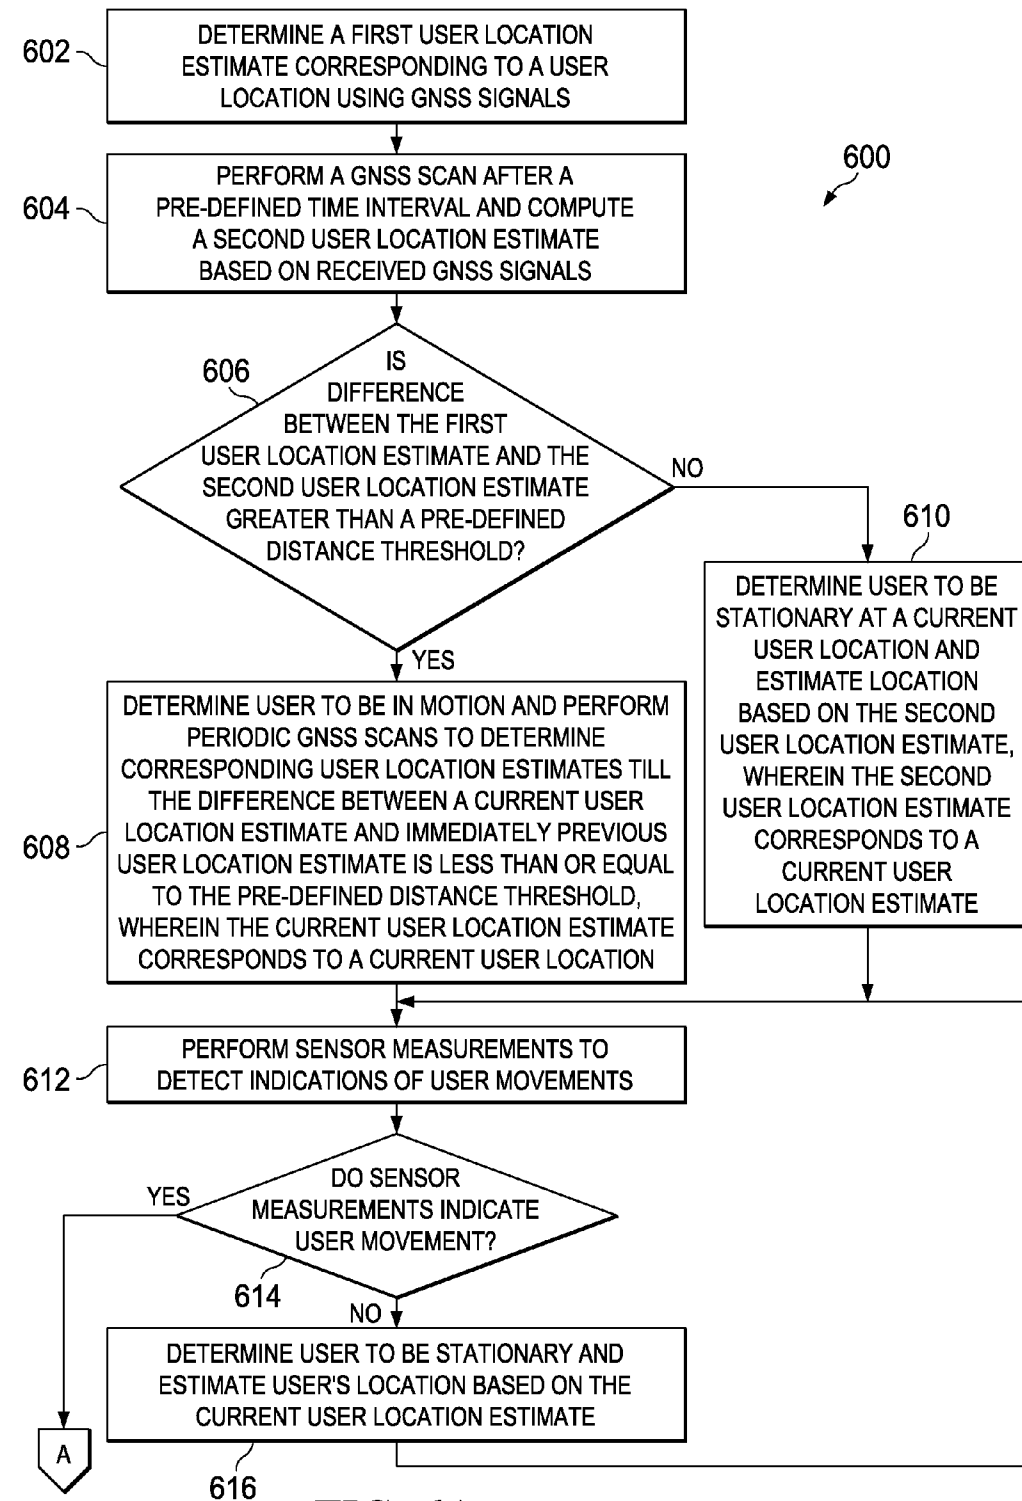 602
DETERMINE A FIRST USER LOCATION
ESTIMATE CORRESPONDING TO A USER
LOCATION USING GNSS SIGNALS
600
604
PERFORM A GNSS SCAN AFTER A
PRE-DEFINED TIME INTERVAL AND COMPUTE
A SECOND USER LOCATION ESTIMATE
BASED ON RECEIVED GNSS SIGNALS
606
IS
DIFFERENCE
BETWEEN THE FIRST
USER LOCATION ESTIMATE AND THE
SECOND USER LOCATION ESTIMATE
GREATER THAN A PRE-DEFINED
DISTANCE THRESHOLD?
NO
YES
610
DETERMINE USER TO BE
STATIONARY AT A CURRENT
USER LOCATION AND
ESTIMATE LOCATION
BASED ON THE SECOND
USER LOCATION ESTIMATE,
WHEREIN THE SECOND
USER LOCATION ESTIMATE
CORRESPONDS TO A
CURRENT USER
LOCATION ESTIMATE
608
DETERMINE USER TO BE IN MOTION AND PERFORM
PERIODIC GNSS SCANS TO DETERMINE
CORRESPONDING USER LOCATION ESTIMATES TILL
THE DIFFERENCE BETWEEN A CURRENT USER
LOCATION ESTIMATE AND IMMEDIATELY PREVIOUS
USER LOCATION ESTIMATE IS LESS THAN OR EQUAL
TO THE PRE-DEFINED DISTANCE THRESHOLD,
WHEREIN THE CURRENT USER LOCATION ESTIMATE
CORRESPONDS TO A CURRENT USER LOCATION
612
PERFORM SENSOR MEASUREMENTS TO
DETECT INDICATIONS OF USER MOVEMENTS
YES
DO SENSOR
MEASUREMENTS INDICATE
USER MOVEMENT?
614
NO
DETERMINE USER TO BE STATIONARY AND
ESTIMATE USER'S LOCATION BASED ON THE
CURRENT USER LOCATION ESTIMATE
A
616